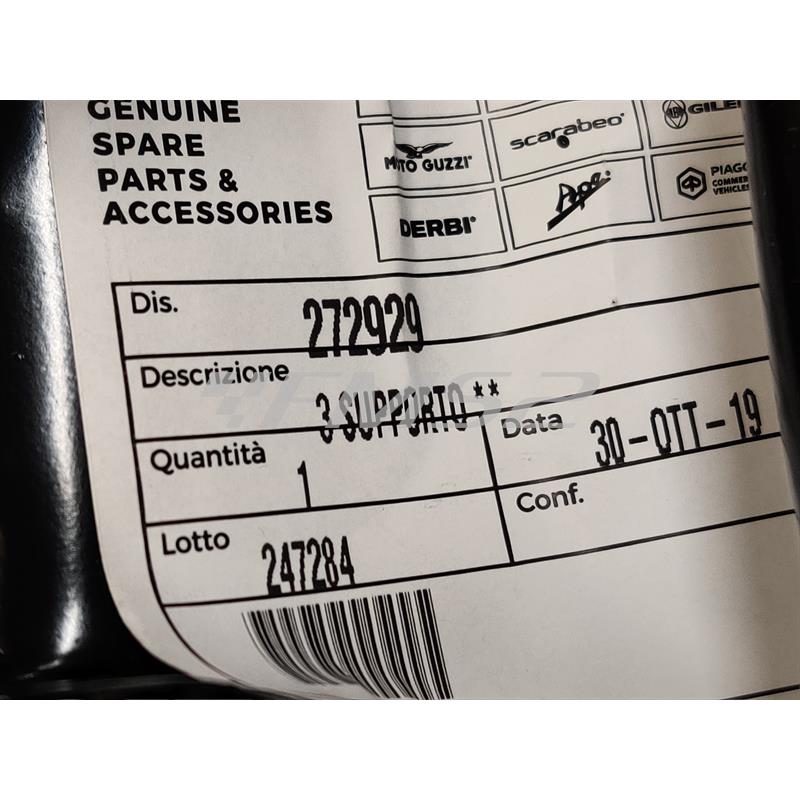 GENUINE
SPARE
PARTS &
ACCESSORIES
MOTO GUZZI
scarabeo
DERBI
Ape
Dis. 272929
Descrizione 3 SUPPORTO **
FMS2
Quantità 1
Data 30-OTT-19
Lotto 247284
Conf.